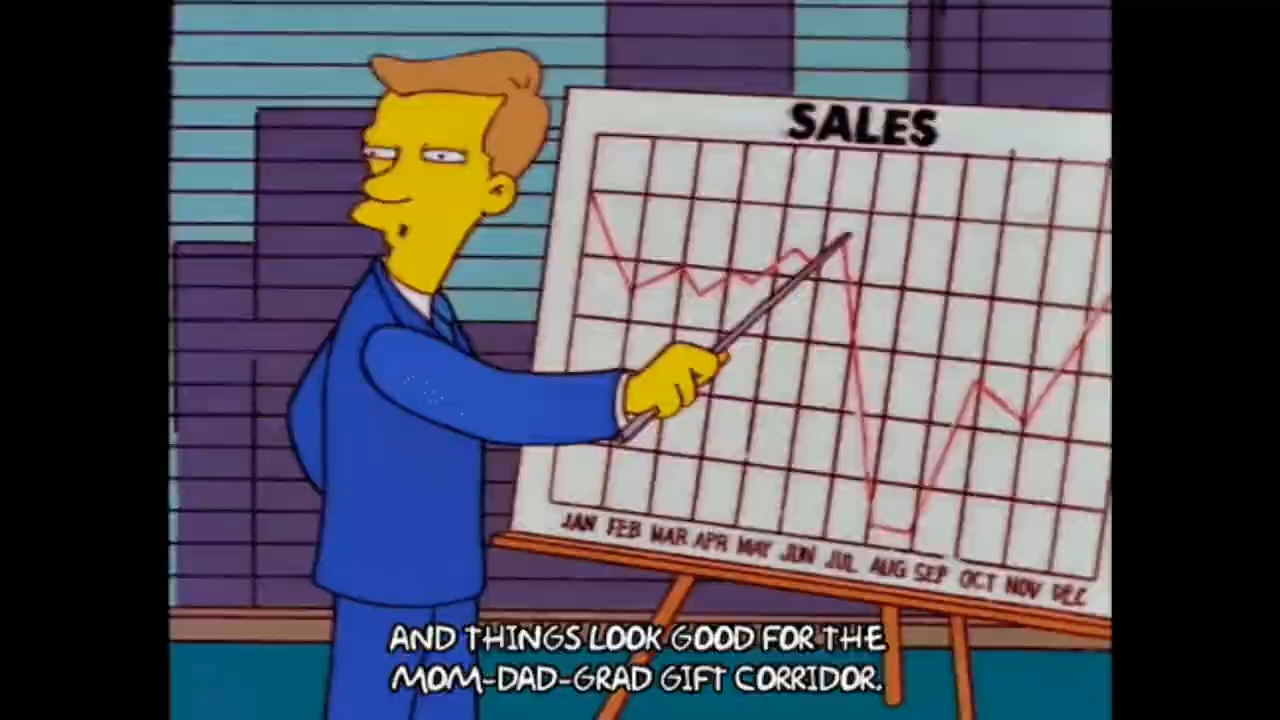 SALES
JAN FEB MAR APR MAY JUN JUL AUG SEP OCT NOV DEC
AND THINGS LOOK GOOD FOR THE
MOM-DAD-GRAD GIFT CORRIDOR.